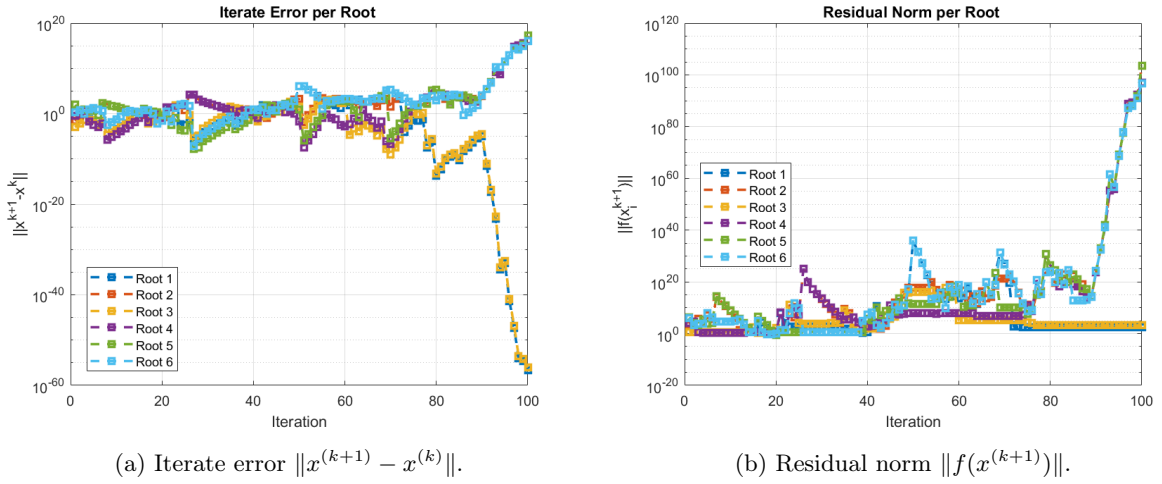 Iterate Error per Root
10^20
10^0
10^-20
10^-40
10^-60
||x^{k+1}-x^k||
Root 1
Root 2
Root 3
Root 4
Root 5
Root 6
0 20 40 60 80 100
Iteration
(a) Iterate error ‖x^(k+1) − x^(k)‖.
Residual Norm per Root
10^120
10^100
10^80
10^60
10^40
10^20
10^0
10^-20
||f(x_i^{k+1})||
Root 1
Root 2
Root 3
Root 4
Root 5
Root 6
0 20 40 60 80 100
Iteration
(b) Residual norm ‖f(x^(k+1))‖.